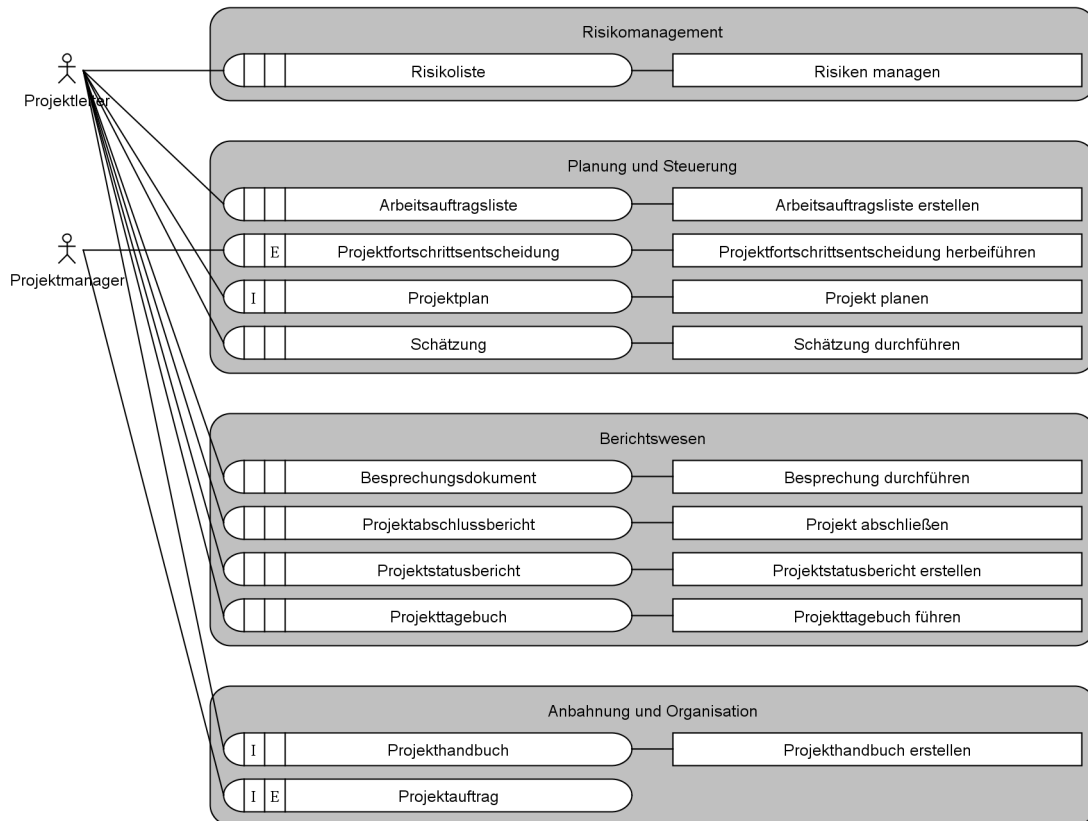 Risikomanagement
Risikoliste
Risiken managen
Projektleiter
Planung und Steuerung
Arbeitsauftragsliste
Arbeitsauftragsliste erstellen
E
Projektfortschrittsentscheidung
Projektfortschrittsentscheidung herbeiführen
Projektmanager
I
Projektplan
Projekt planen
Schätzung
Schätzung durchführen
Berichtswesen
Besprechungsdokument
Besprechung durchführen
Projektabschlussbericht
Projekt abschließen
Projektstatusbericht
Projektstatusbericht erstellen
Projekttagebuch
Projekttagebuch führen
Anbahnung und Organisation
I
Projekthandbuch
Projekthandbuch erstellen
I E
Projektauftrag